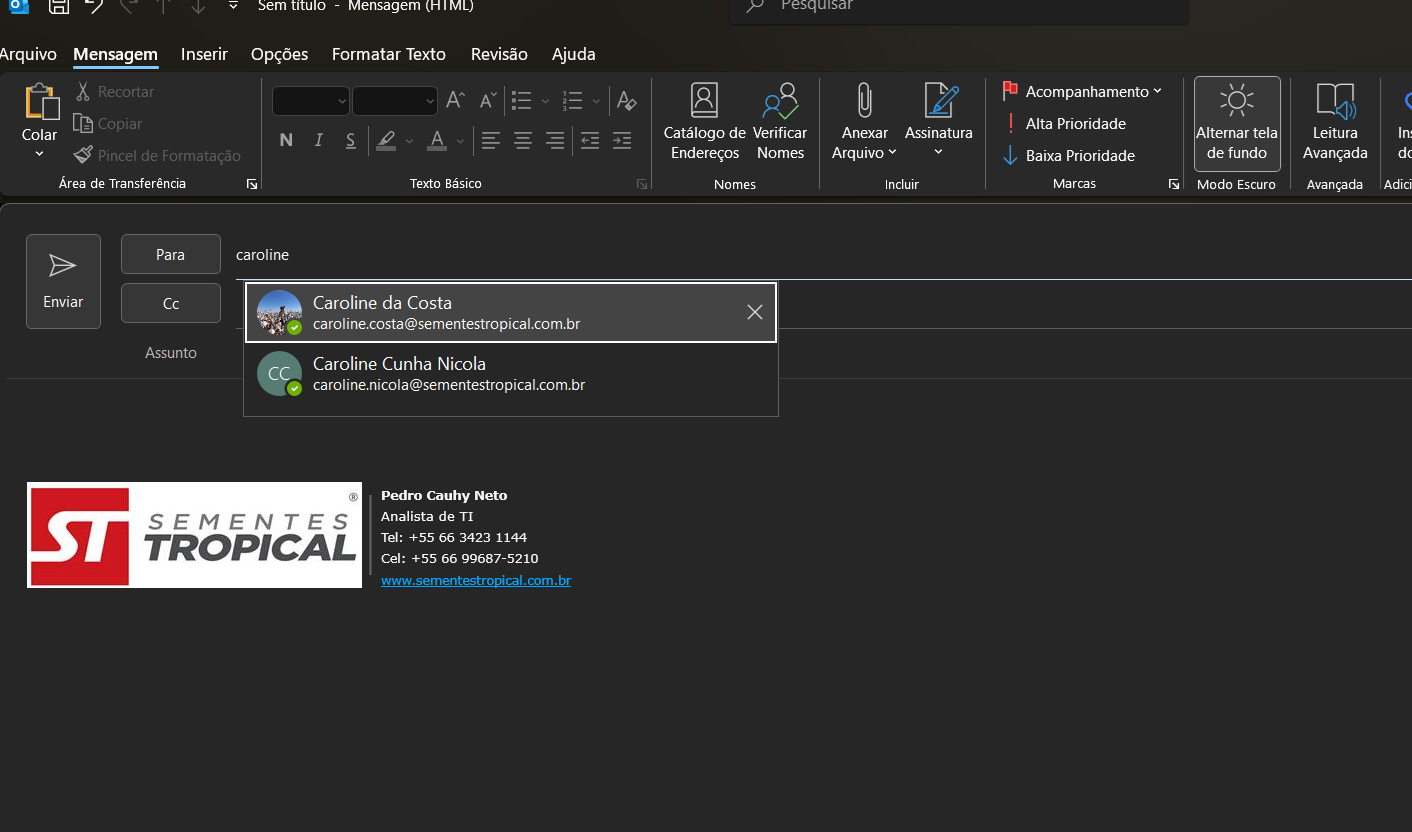 Sem título - Mensagem (HTML)
Pesquisar
Arquivo Mensagem Inserir Opções Formatar Texto Revisão Ajuda
Colar
Recortar
Copiar
Pincel de Formatação
Área de Transferência
N I S A
A A
Texto Básico
Catálogo de
Endereços
Verificar
Nomes
Nomes
Anexar
Arquivo
Assinatura
Incluir
Acompanhamento
Alta Prioridade
Baixa Prioridade
Marcas
Alternar tela
de fundo
Modo Escuro
Leitura
Avançada
Avançada
Enviar
Para
caroline
Cc
Assunto
Caroline da Costa
caroline.costa@sementestropical.com.br
CC
Caroline Cunha Nicola
caroline.nicola@sementestropical.com.br
ST SEMENTES ®
TROPICAL
Pedro Cauhy Neto
Analista de TI
Tel: +55 66 3423 1144
Cel: +55 66 99687-5210
www.sementestropical.com.br